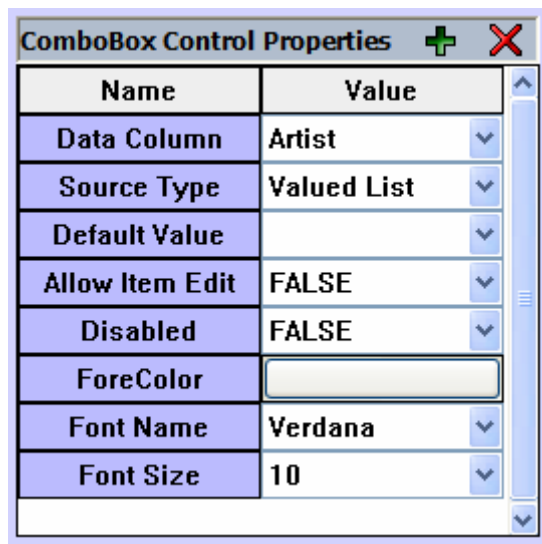 ComboBox Control Properties
Name Value
Data Column Artist
Source Type Valued List
Default Value
Allow Item Edit FALSE
Disabled FALSE
ForeColor
Font Name Verdana
Font Size 10